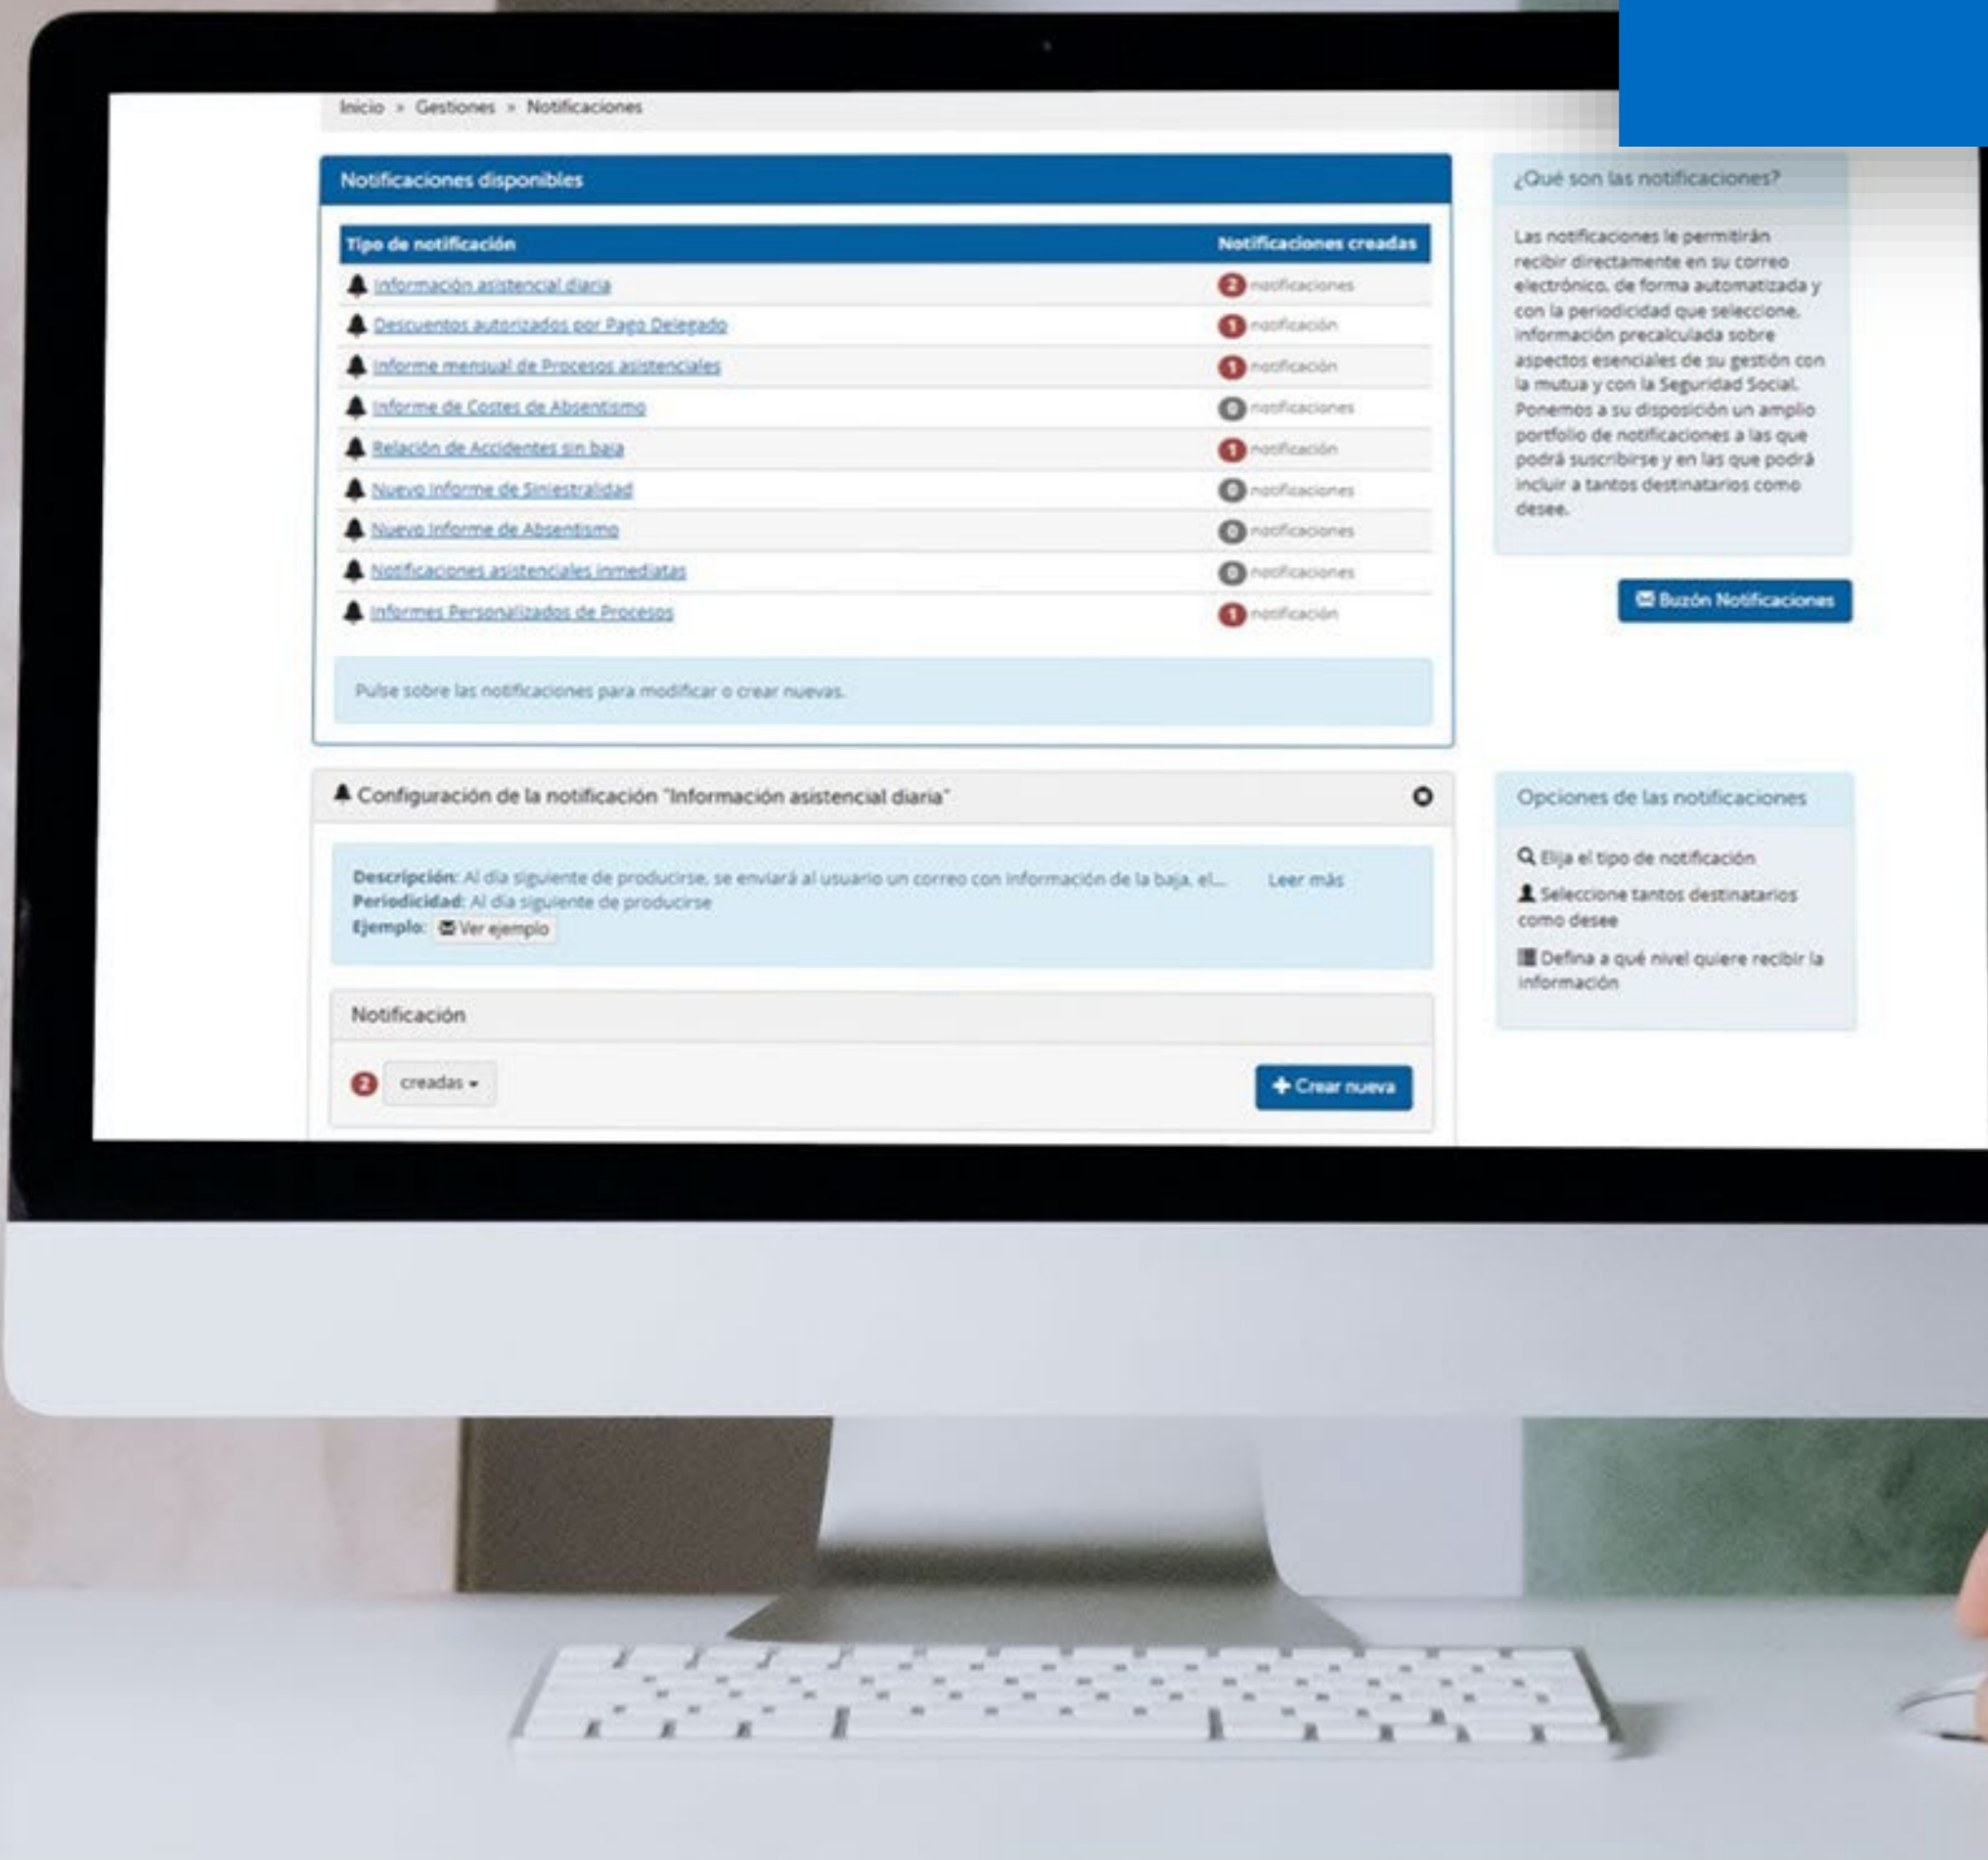 Inicio » Gestiones » Notificaciones
Notificaciones disponibles
Tipo de notificación Notificaciones creadas
Información asistencial diaria 2 notificaciones
Descuentos autorizados por Pago Delegado 1 notificación
Informe mensual de Procesos asistenciales 1 notificación
Informe de Costes de Absentismo 0 notificaciones
Relación de Accidentes sin baja 1 notificación
Nuevo Informe de Siniestralidad 0 notificaciones
Nuevo Informe de Absentismo 0 notificaciones
Notificaciones asistenciales inmediatas 0 notificaciones
Informes Personalizados de Procesos 1 notificación
Pulse sobre las notificaciones para modificar o crear nuevas.
¿Qué son las notificaciones?
Las notificaciones le permitirán
recibir directamente en su correo
electrónico, de forma automatizada y
con la periodicidad que seleccione,
información precalculada sobre
aspectos esenciales de su gestión con
la mutua y con la Seguridad Social.
Ponemos a su disposición un amplio
portfolio de notificaciones a las que
podrá suscribirse y en las que podrá
incluir a tantos destinatarios como
desee.
Buzón Notificaciones
Configuración de la notificación "Información asistencial diaria"
Descripción: Al día siguiente de producirse, se enviará al usuario un correo con información de la baja, el... Leer más
Periodicidad: Al día siguiente de producirse
Ejemplo: Ver ejemplo
Notificación
2 creadas
+ Crear nueva
Opciones de las notificaciones
Elija el tipo de notificación
Seleccione tantos destinatarios
como desee
Defina a qué nivel quiere recibir la
información